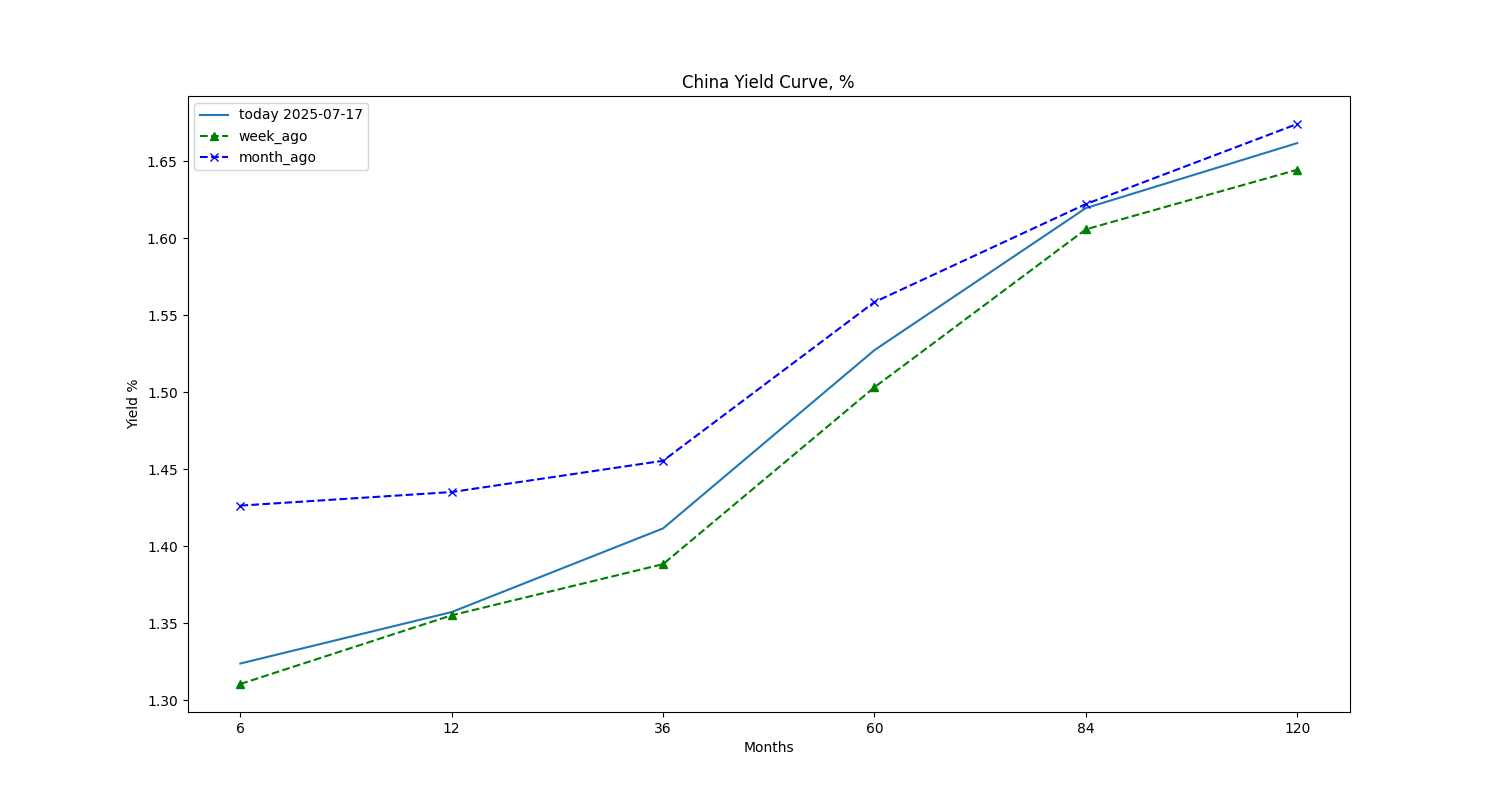 China Yield Curve, %
today 2025-07-17
week_ago
month_ago
1.65
1.60
1.55
1.50
1.45
1.40
1.35
1.30
Yield %
6 12 36 60 84 120
Months